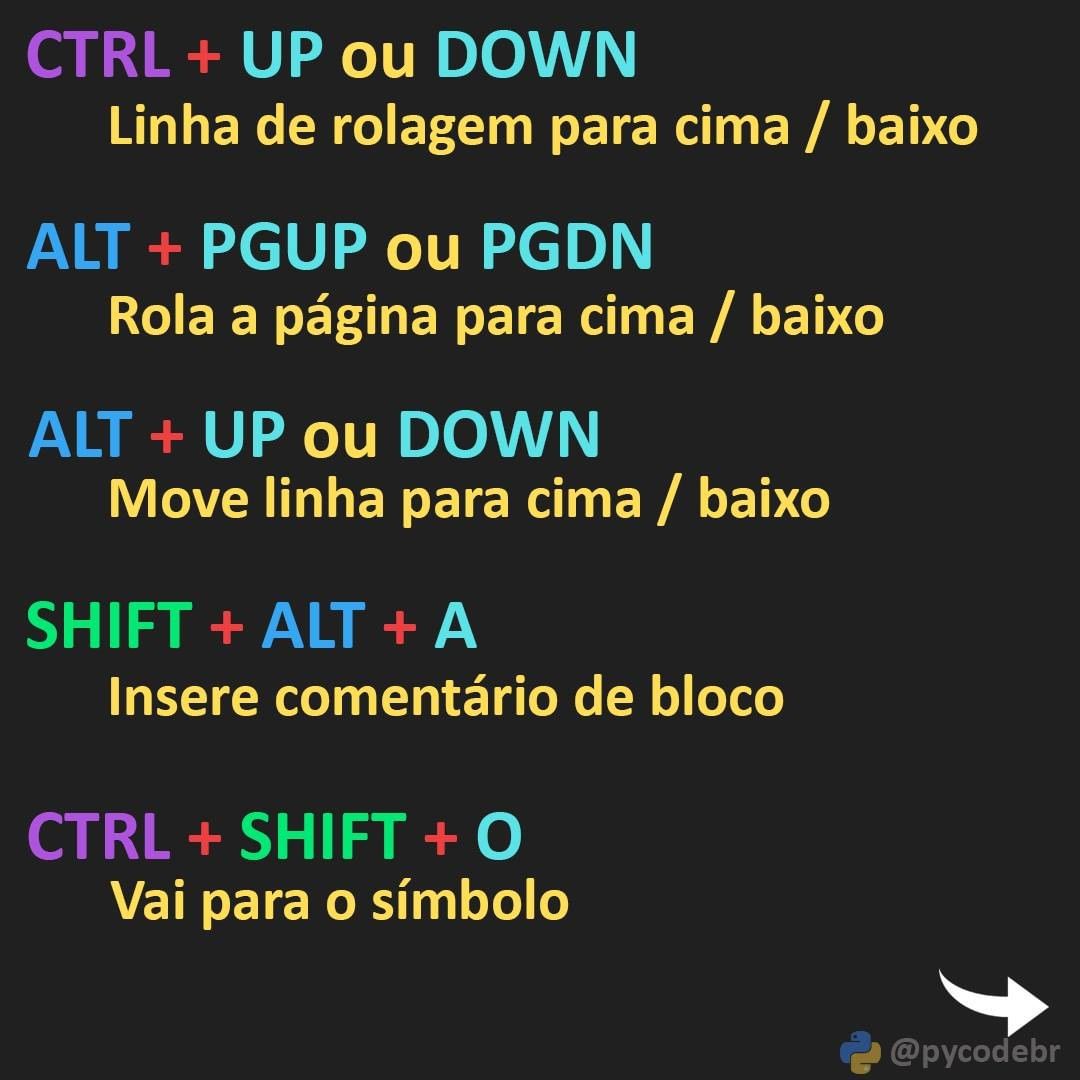 CTRL + UP ou DOWN
Linha de rolagem para cima / baixo
ALT + PGUP ou PGDN
Rola a página para cima / baixo
ALT + UP ou DOWN
Move linha para cima / baixo
SHIFT + ALT + A
Insere comentário de bloco
CTRL + SHIFT + O
Vai para o símbolo
@pycodebr